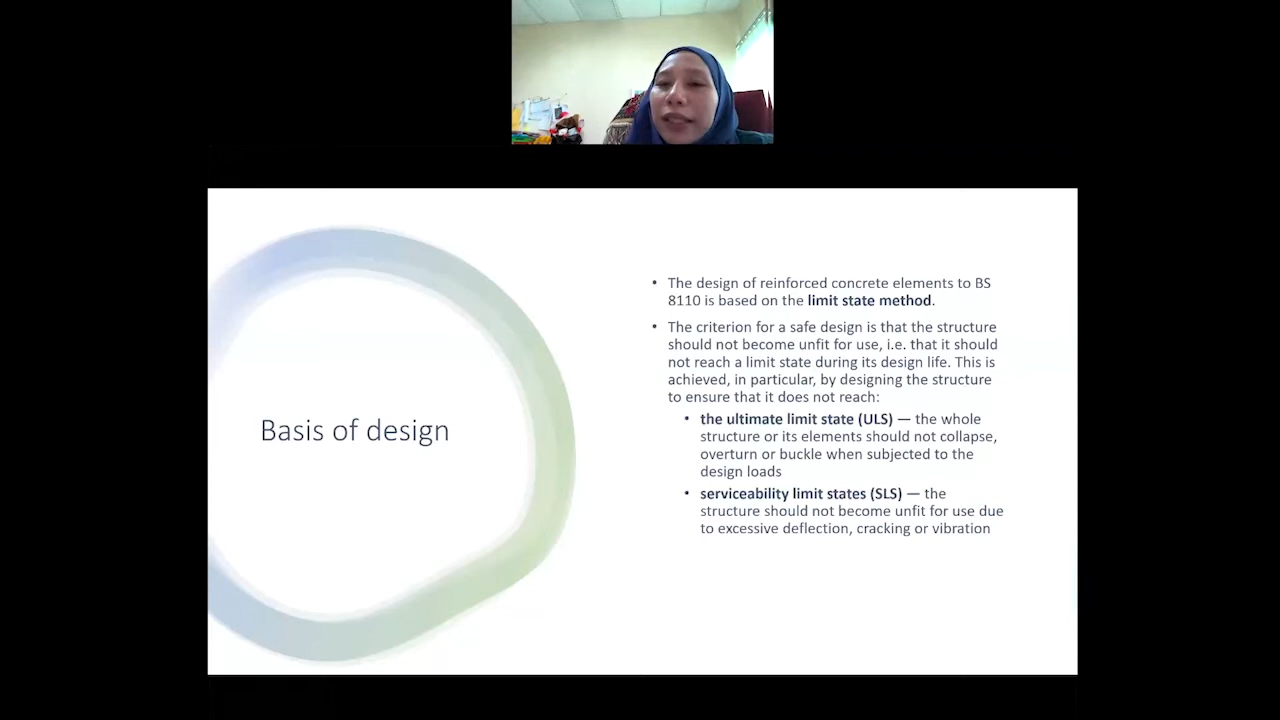 Basis of design
• The design of reinforced concrete elements to BS
8110 is based on the limit state method.
• The criterion for a safe design is that the structure
should not become unfit for use, i.e. that it should
not reach a limit state during its design life. This is
achieved, in particular, by designing the structure
to ensure that it does not reach:
• the ultimate limit state (ULS) — the whole
structure or its elements should not collapse,
overturn or buckle when subjected to the
design loads
• serviceability limit states (SLS) — the
structure should not become unfit for use due
to excessive deflection, cracking or vibration